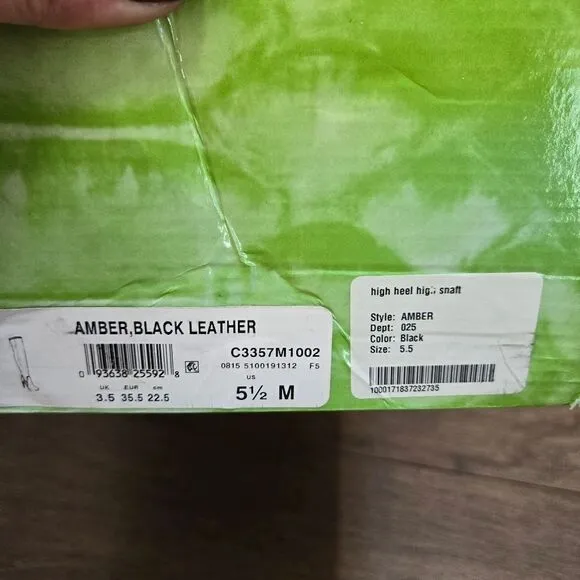 AMBER,BLACK LEATHER
C3357M1002
0 93638 25592 8
0815 5100191312 F5
UK EUR cm
3.5 35.5 22.5
US
5½ M
high heel high shaft
Style: AMBER
Dept: 025
Color: Black
Size: 5.5
1000171837232735